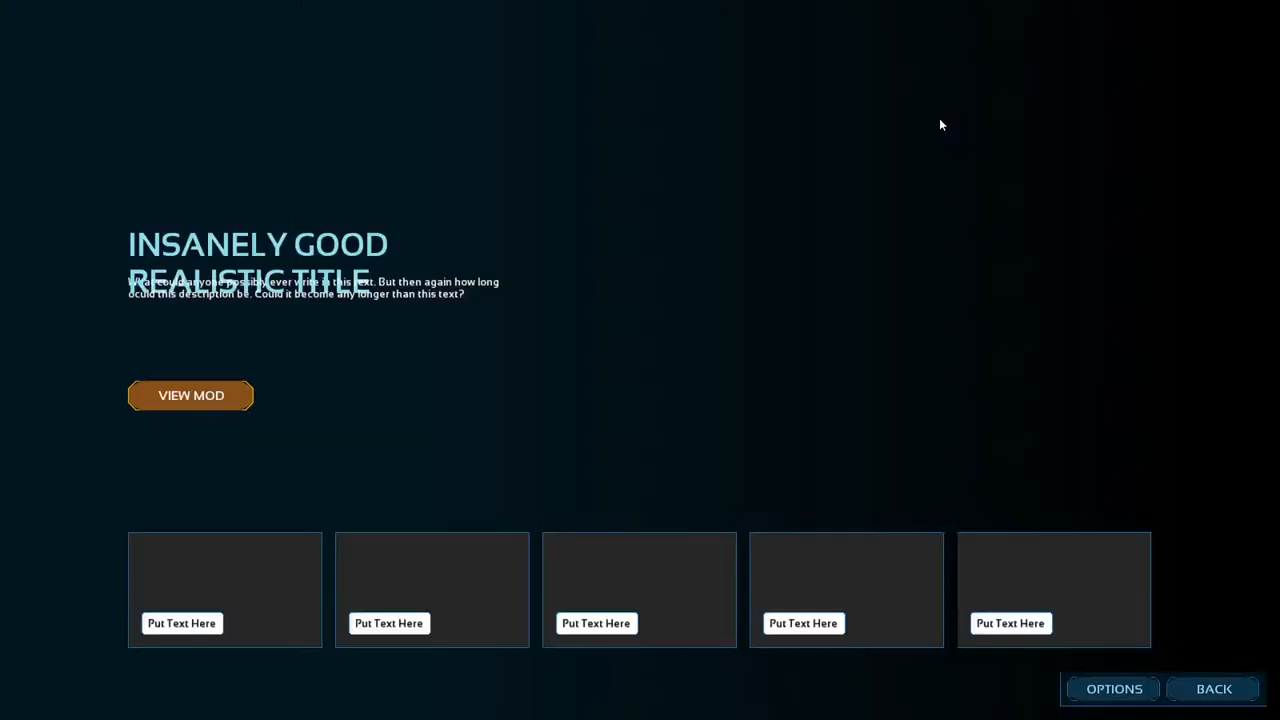 INSANELY GOOD
REALISTIC TITLE
What could anyone possibly ever write in this text. But then again how long
oculd this description be. Could it become any longer than this text?
VIEW MOD
Put Text Here
Put Text Here
Put Text Here
Put Text Here
Put Text Here
OPTIONS
BACK